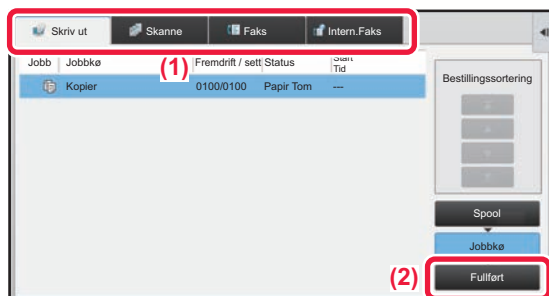 Skriv ut Skanne Faks Intern.Faks
Jobb Jobbkø (1) Fremdrift / sett Status Start
Tid
Kopier 0100/0100 Papir Tom ---
Bestillingssortering
Spool
Jobbkø
(2) Fullført